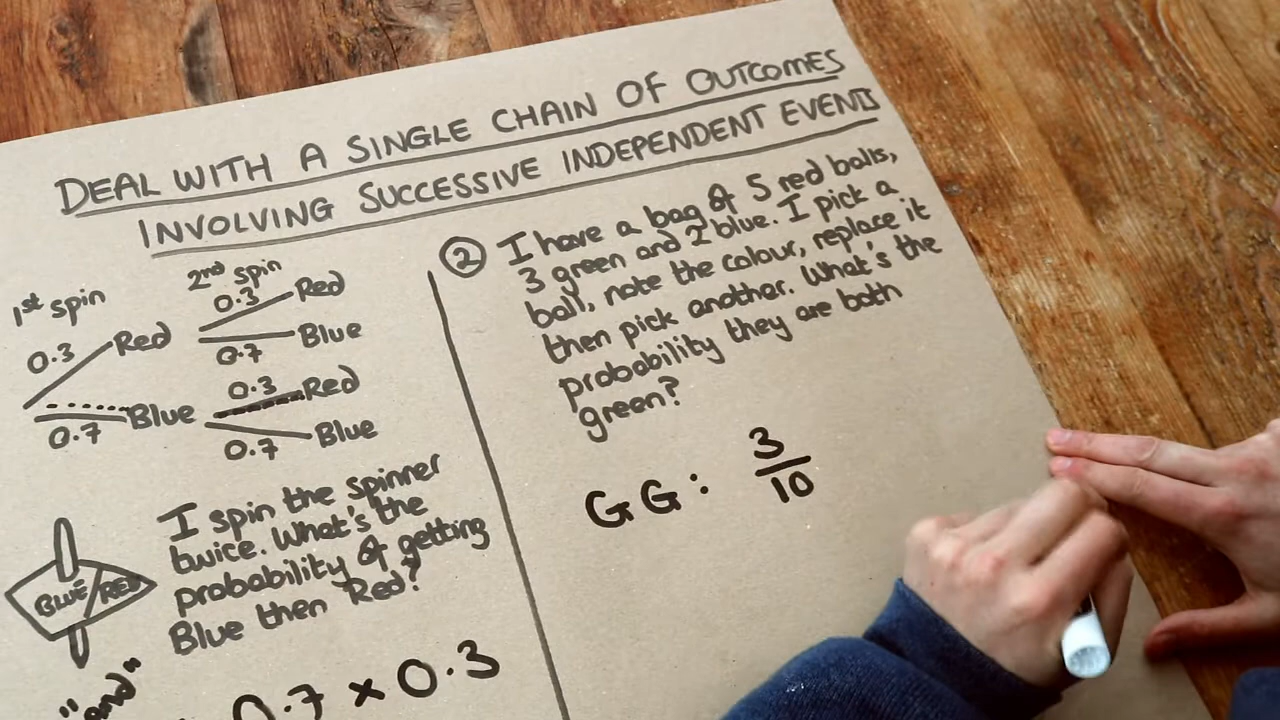 DEAL WITH A SINGLE CHAIN OF OUTCOMES
INVOLVING SUCCESSIVE INDEPENDENT EVENTS
1st spin
2nd spin
0.3
Red
0.3
Red
Blue
0.7
Blue
0.7
0.3
Red
Blue
0.7
BLUE/RED
I spin the spinner
twice. What's the
probability of getting
Blue then Red?
"and"
0.7 × 0.3
2 I have a bag of 5 red balls,
3 green and 2 blue. I pick a
ball, note the colour, replace it
then pick another. What's the
probability they are both
green?
GG: 3/10